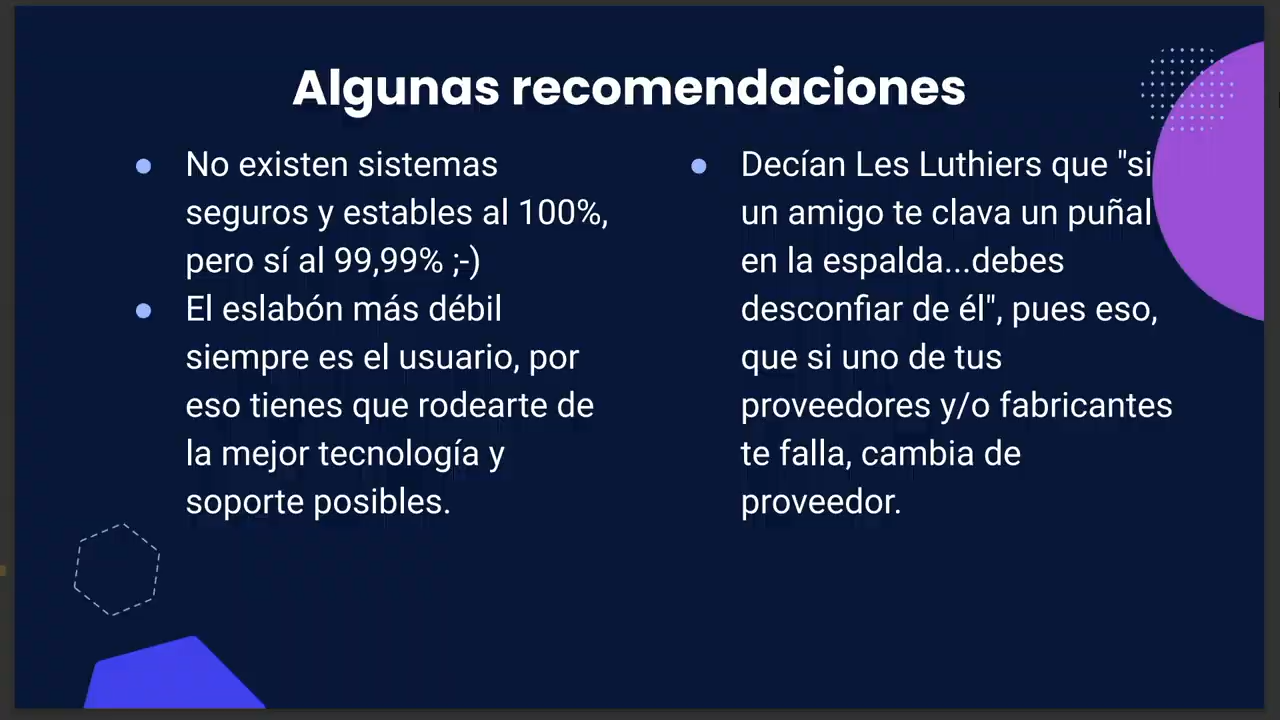 Algunas recomendaciones
No existen sistemas
seguros y estables al 100%,
pero sí al 99,99% ;-)
El eslabón más débil
siempre es el usuario, por
eso tienes que rodearte de
la mejor tecnología y
soporte posibles.
Decían Les Luthiers que "si
un amigo te clava un puñal
en la espalda...debes
desconfiar de él", pues eso,
que si uno de tus
proveedores y/o fabricantes
te falla, cambia de
proveedor.